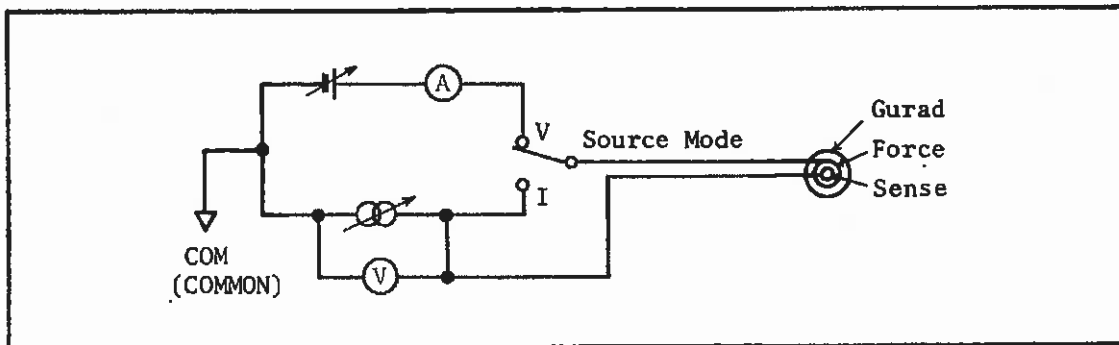 A
V
Source Mode
Gurad
Force
Sense
I
V
COM
(COMMON)